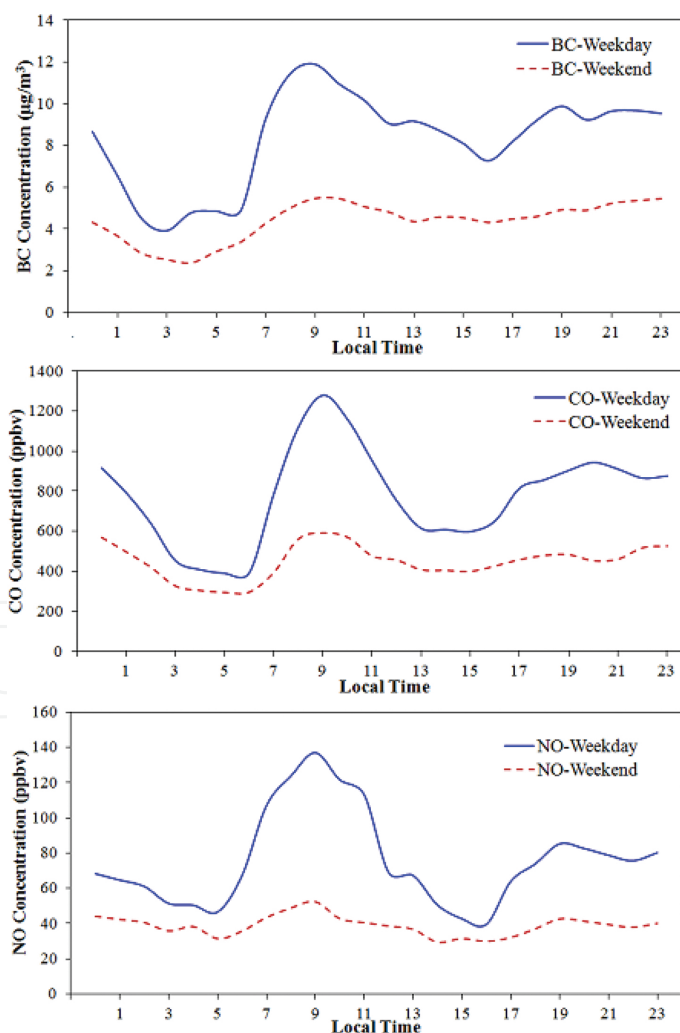 14
12
10
8
6
4
2
0
BC Concentration (µg/m³)
BC-Weekday
BC-Weekend
1 3 5 7 9 11 13 15 17 19 21 23
Local Time
1400
1200
1000
800
600
400
200
0
CO Concentration (ppbv)
CO-Weekday
CO-Weekend
1 3 5 7 9 11 13 15 17 19 21 23
Local Time
160
140
120
100
80
60
40
20
0
NO Concentration (ppbv)
NO-Weekday
NO-Weekend
1 3 5 7 9 11 13 15 17 19 21 23
Local Time